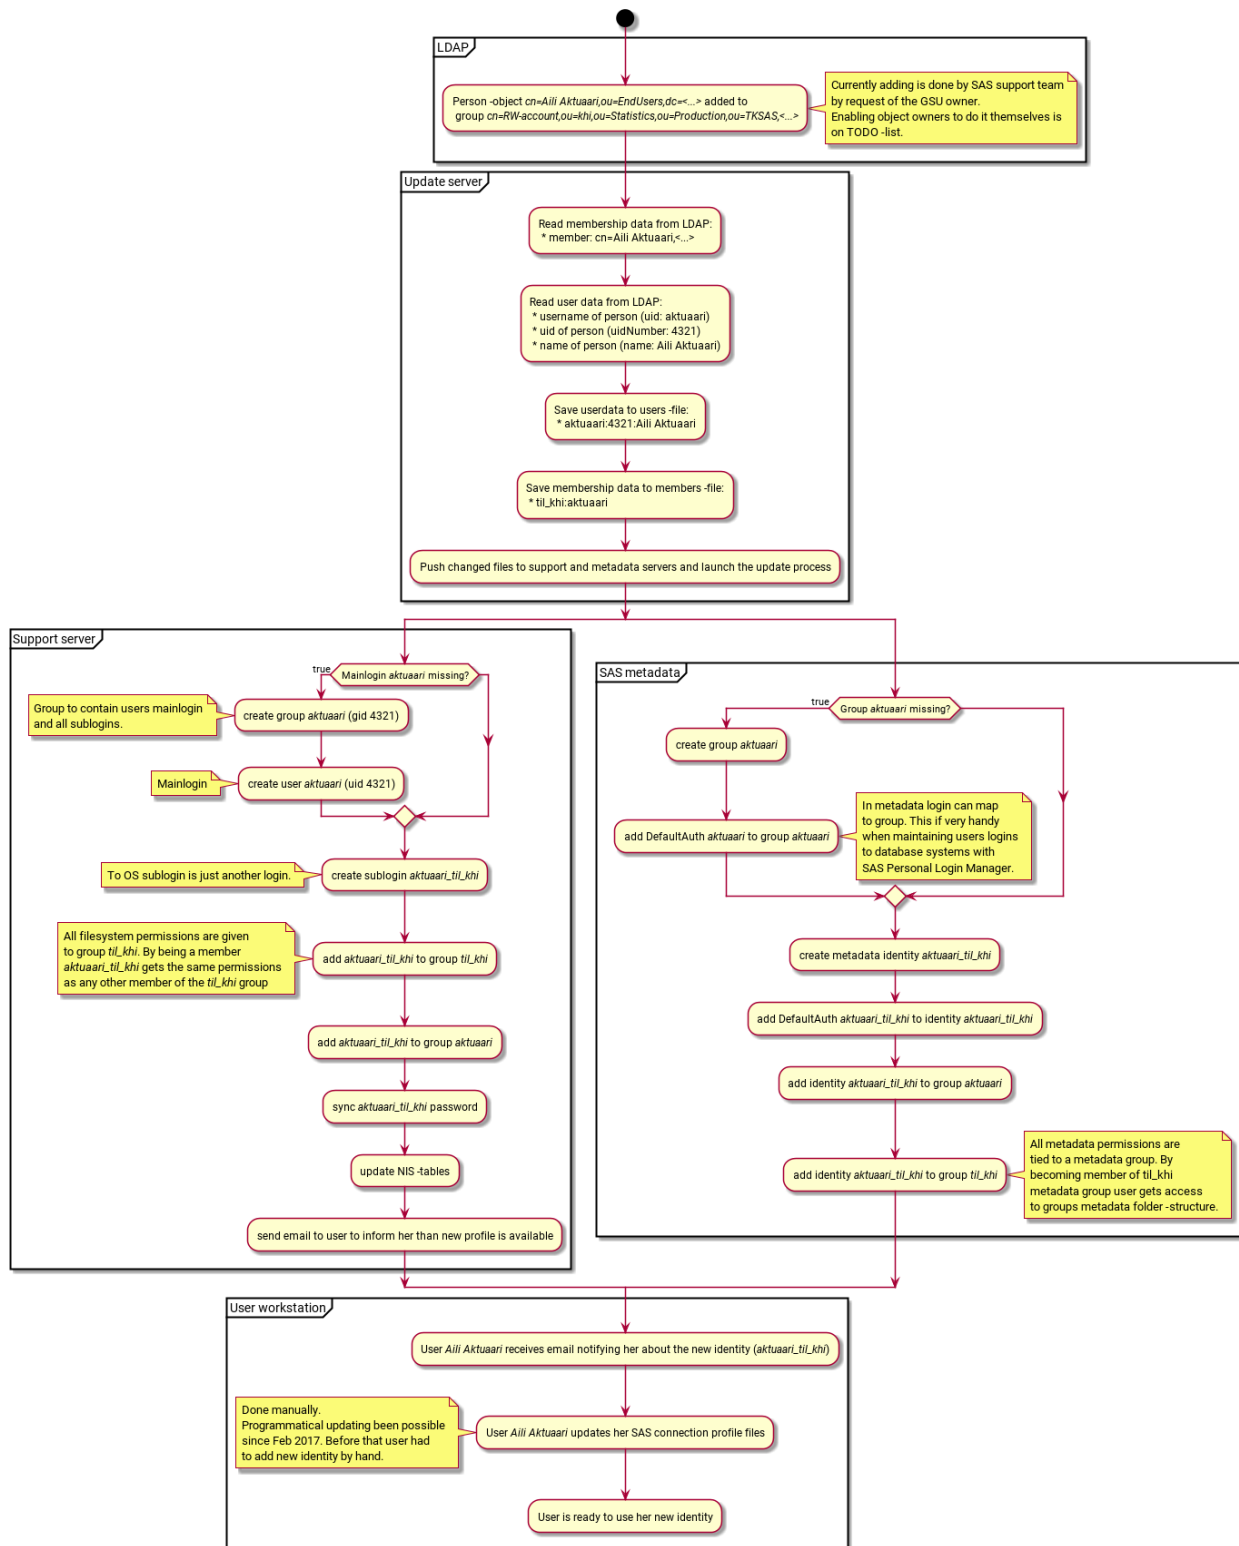 LDAP
Person -object cn=Aili Aktuaari,ou=EndUsers,dc=<...> added to
group cn=RW-account,ou=khi,ou=Statistics,ou=Production,ou=TKSAS,<...>
Currently adding is done by SAS support team
by request of the GSU owner.
Enabling object owners to do it themselves is
on TODO -list.
Update server
Read membership data from LDAP:
* member: cn=Aili Aktuaari,<...>
Read user data from LDAP:
* username of person (uid: aktuaari)
* uid of person (uidNumber: 4321)
* name of person (name: Aili Aktuaari)
Save userdata to users -file:
* aktuaari:4321:Aili Aktuaari
Save membership data to members -file:
* til_khi:aktuaari
Push changed files to support and metadata servers and launch the update process
Support server
true
Mainlogin aktuaari missing?
Group to contain users mainlogin
and all sublogins.
create group aktuaari (gid 4321)
Mainlogin
create user aktuaari (uid 4321)
To OS sublogin is just another login.
create sublogin aktuaari_til_khi
All filesystem permissions are given
to group til_khi. By being a member
aktuaari_til_khi gets the same permissions
as any other member of the til_khi group
add aktuaari_til_khi to group til_khi
add aktuaari_til_khi to group aktuaari
sync aktuaari_til_khi password
update NIS -tables
send email to user to inform her than new profile is available
SAS metadata
true
Group aktuaari missing?
create group aktuaari
add DefaultAuth aktuaari to group aktuaari
In metadata login can map
to group. This if very handy
when maintaining users logins
to database systems with
SAS Personal Login Manager.
create metadata identity aktuaari_til_khi
add DefaultAuth aktuaari_til_khi to identity aktuaari_til_khi
add identity aktuaari_til_khi to group aktuaari
add identity aktuaari_til_khi to group til_khi
All metadata permissions are
tied to a metadata group. By
becoming member of til_khi
metadata group user gets access
to groups metadata folder -structure.
User workstation
User Aili Aktuaari receives email notifying her about the new identity (aktuaari_til_khi)
Done manually.
Programmatical updating been possible
since Feb 2017. Before that user had
to add new identity by hand.
User Aili Aktuaari updates her SAS connection profile files
User is ready to use her new identity